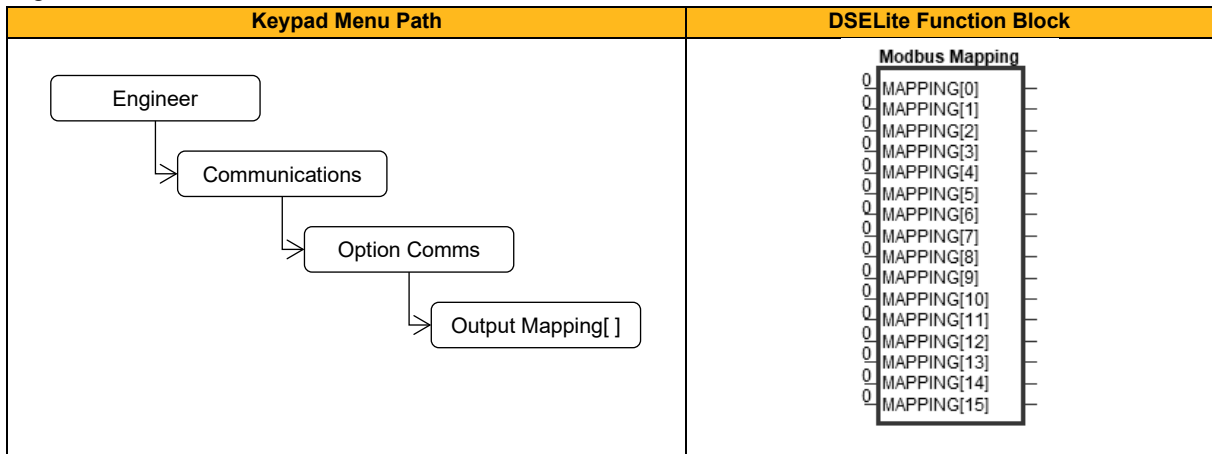 Keypad Menu Path
DSELite Function Block
Engineer
Communications
Option Comms
Output Mapping[ ]
Modbus Mapping
0 MAPPING[0]
0 MAPPING[1]
0 MAPPING[2]
0 MAPPING[3]
0 MAPPING[4]
0 MAPPING[5]
0 MAPPING[6]
0 MAPPING[7]
0 MAPPING[8]
0 MAPPING[9]
0 MAPPING[10]
0 MAPPING[11]
0 MAPPING[12]
0 MAPPING[13]
0 MAPPING[14]
0 MAPPING[15]